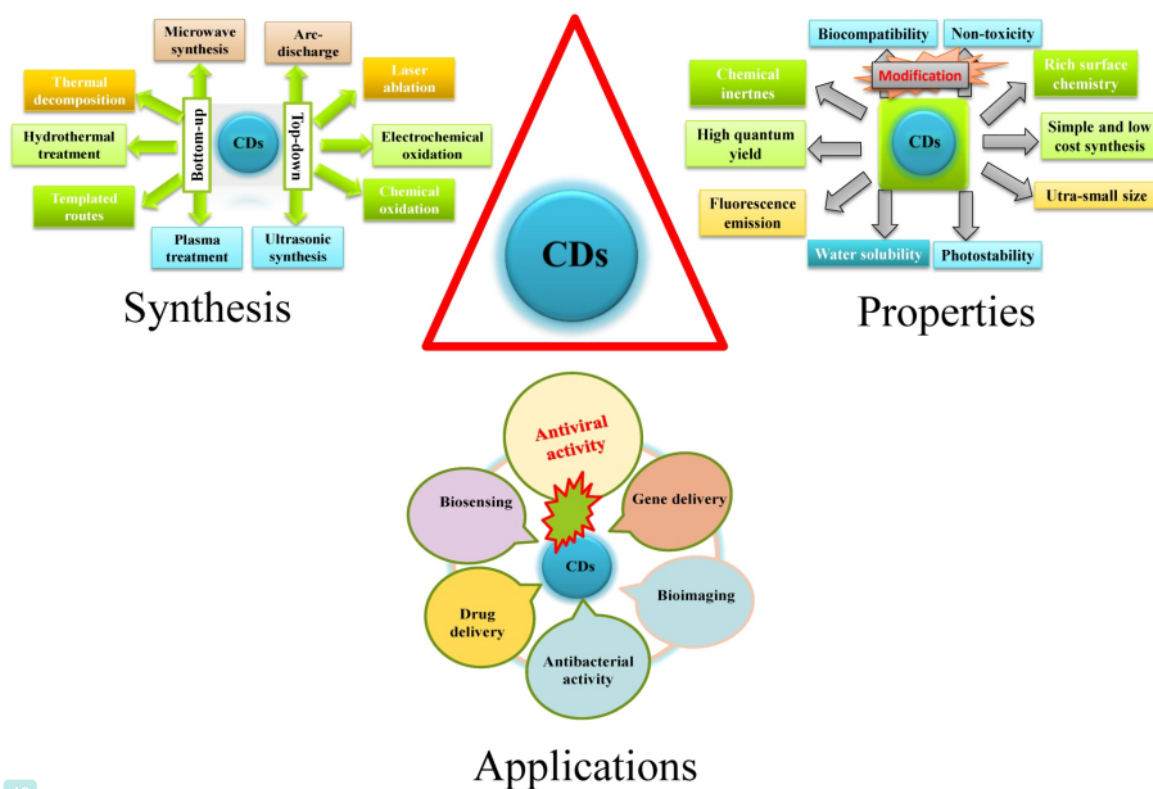 Microwave
synthesis
Arc-
discharge
Thermal
decomposition
Laser
ablation
Hydrothermal
treatment
Bottom-up
CDs
Top-down
Electrochemical
oxidation
Templated
routes
Chemical
oxidation
Plasma
treatment
Ultrasonic
synthesis
Synthesis
CDs
Biocompatibility
Non-toxicity
Modification
Chemical
inertnes
Rich surface
chemistry
High quantum
yield
CDs
Simple and low
cost synthesis
Fluorescence
emission
Utra-small size
Water solubility
Photostability
Properties
Antiviral
activity
Biosensing
Gene delivery
CDs
Drug
delivery
Bioimaging
Antibacterial
activity
Applications